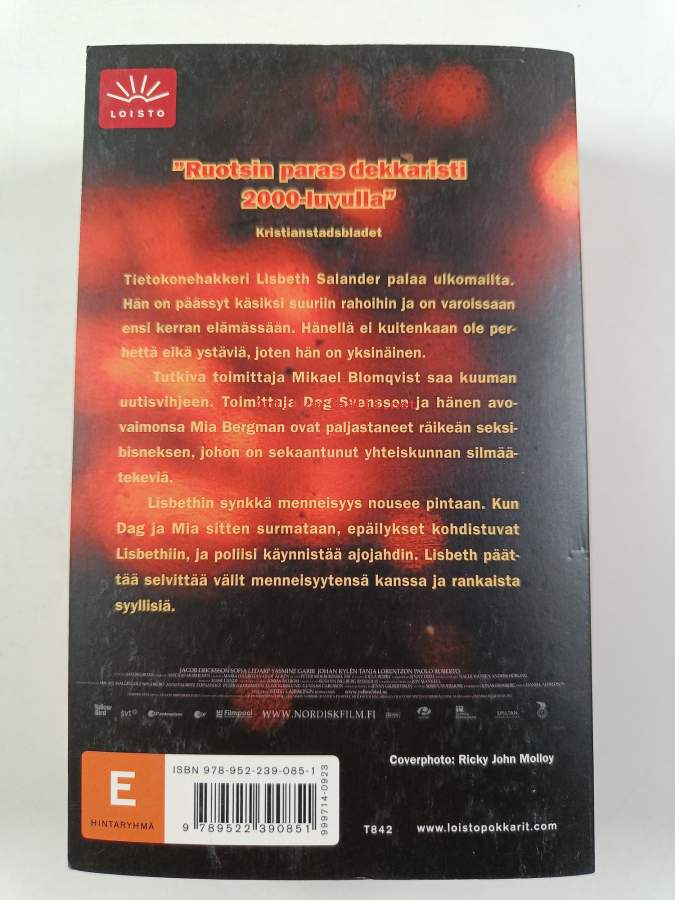 LOISTO
"Ruotsin paras dekkaristi
2000-luvulla"
Kristianstadsbladet
Tietokonehakkeri Lisbeth Salander palaa ulkomailta.
Hän on päässyt käsiksi suuriin rahoihin ja on varoissaan
ensi kerran elämässään. Hänellä ei kuitenkaan ole per-
hettä eikä ystäviä, joten hän on yksinäinen.
Tutkiva toimittaja Mikael Blomqvist saa kuuman
uutisvihjeen. Toimittaja Dag Svensson ja hänen avo-
vaimonsa Mia Bergman ovat paljastaneet räikeän seksi-
bisneksen, johon on sekaantunut yhteiskunnan silmää-
tekeviä.
Lisbethin synkkä menneisyys nousee pintaan. Kun
Dag ja Mia sitten surmataan, epäilykset kohdistuvat
Lisbethiin, ja poliisi käynnistää ajojahdin. Lisbeth päät-
tää selvittää välit menneisyytensä kanssa ja rankaista
syyllisiä.
JACOB ERICKSSON SOFIA LEDARP YASMINE GARBI JOHAN KYLÉN TANJA LORENTZON PAOLO ROBERTO
Yellow Bird svt Filmpool WWW.NORDISKFILM.FI
Coverphoto: Ricky John Molloy
E
HINTARYHMÄ
ISBN 978-952-239-085-1
9 789522 390851
999714-0923
T842 www.loistopokkarit.com